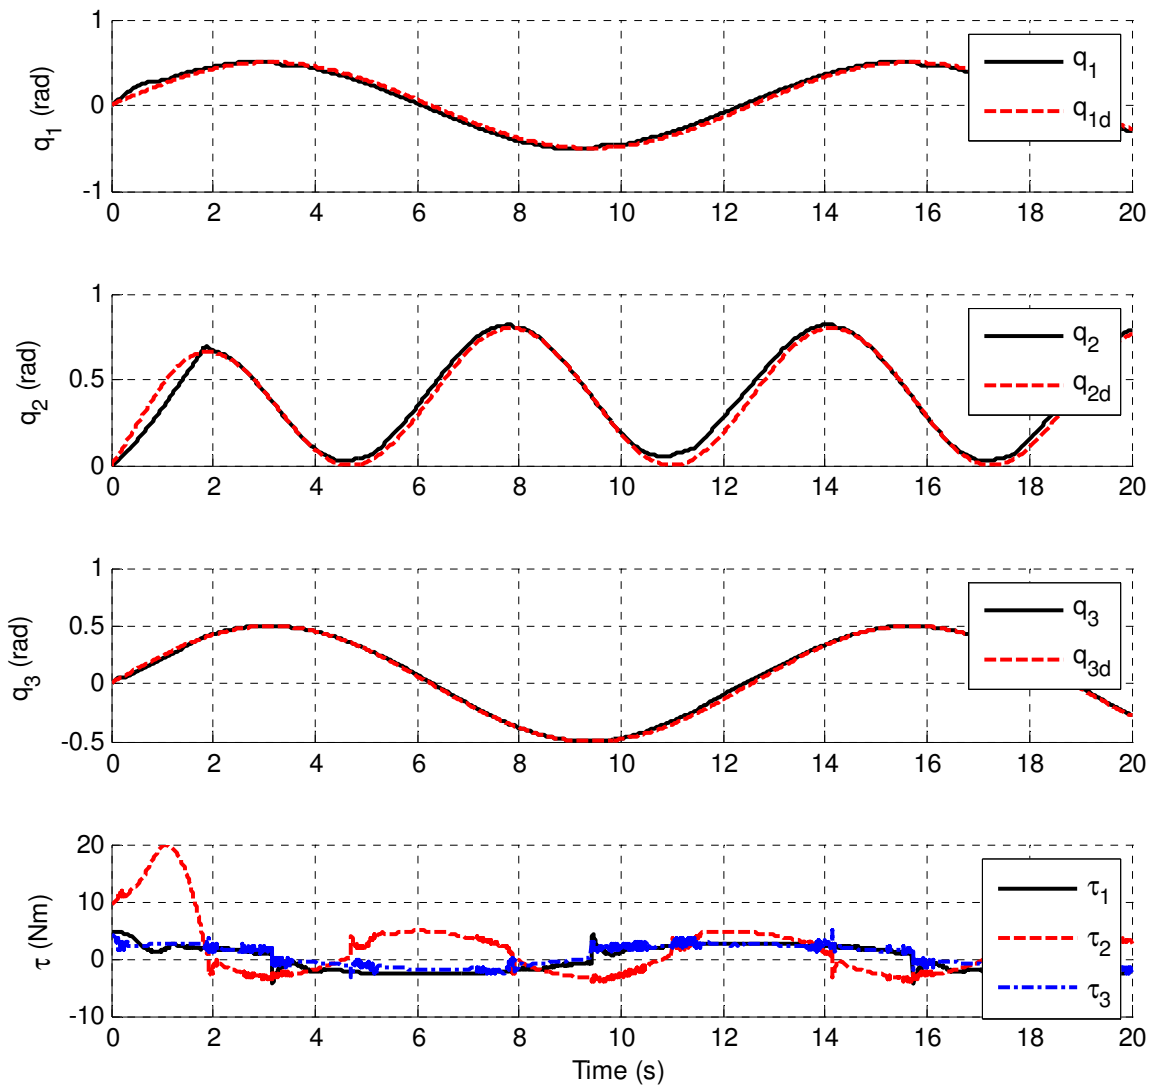 1
0
-1
q1 (rad)
q1
q1d
0 2 4 6 8 10 12 14 16 18 20
1
0.5
0
q2 (rad)
q2
q2d
0 2 4 6 8 10 12 14 16 18 20
1
0.5
0
-0.5
q3 (rad)
q3
q3d
0 2 4 6 8 10 12 14 16 18 20
20
10
0
-10
τ (Nm)
τ1
τ2
τ3
0 2 4 6 8 10 12 14 16 18 20
Time (s)